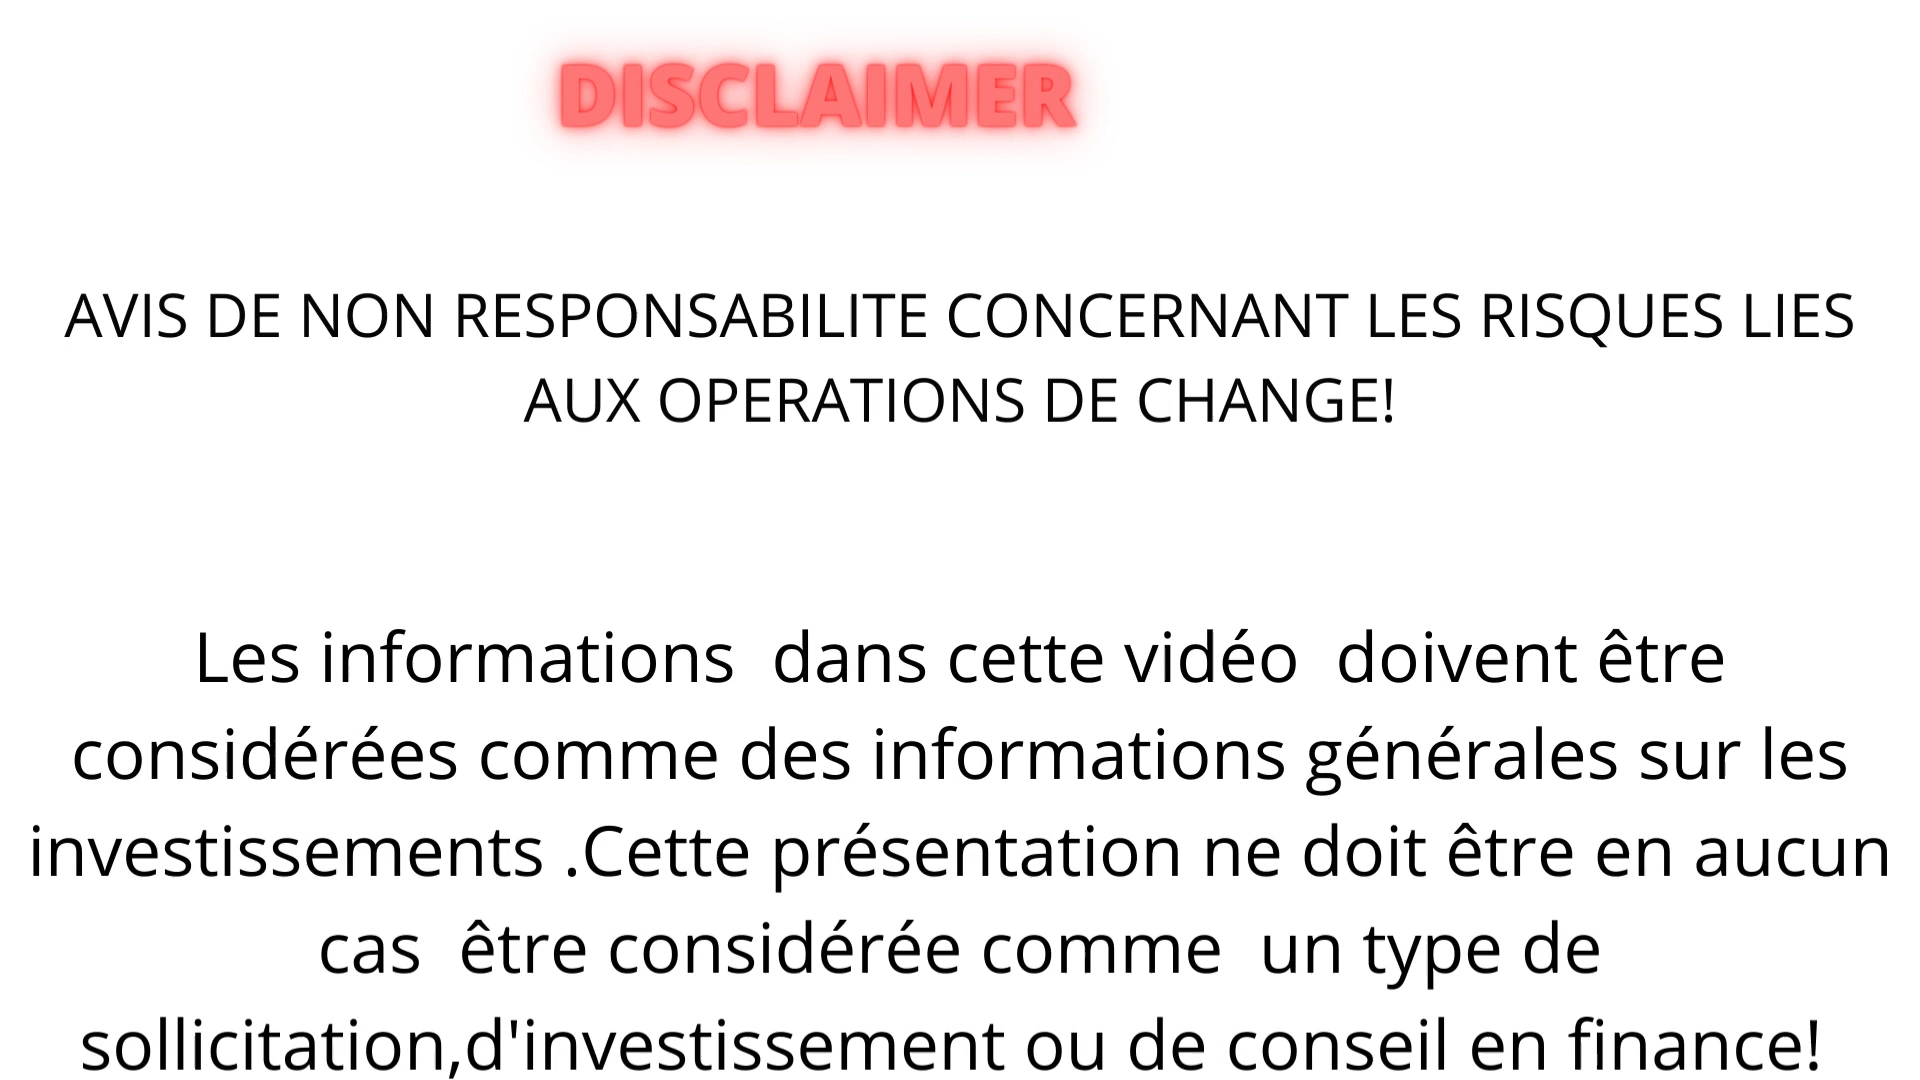 DISCLAIMER
AVIS DE NON RESPONSABILITE CONCERNANT LES RISQUES LIES
AUX OPERATIONS DE CHANGE!
Les informations  dans cette vidéo  doivent être
considérées comme des informations générales sur les
investissements .Cette présentation ne doit être en aucun
cas  être considérée comme  un type de
sollicitation,d'investissement ou de conseil en finance!